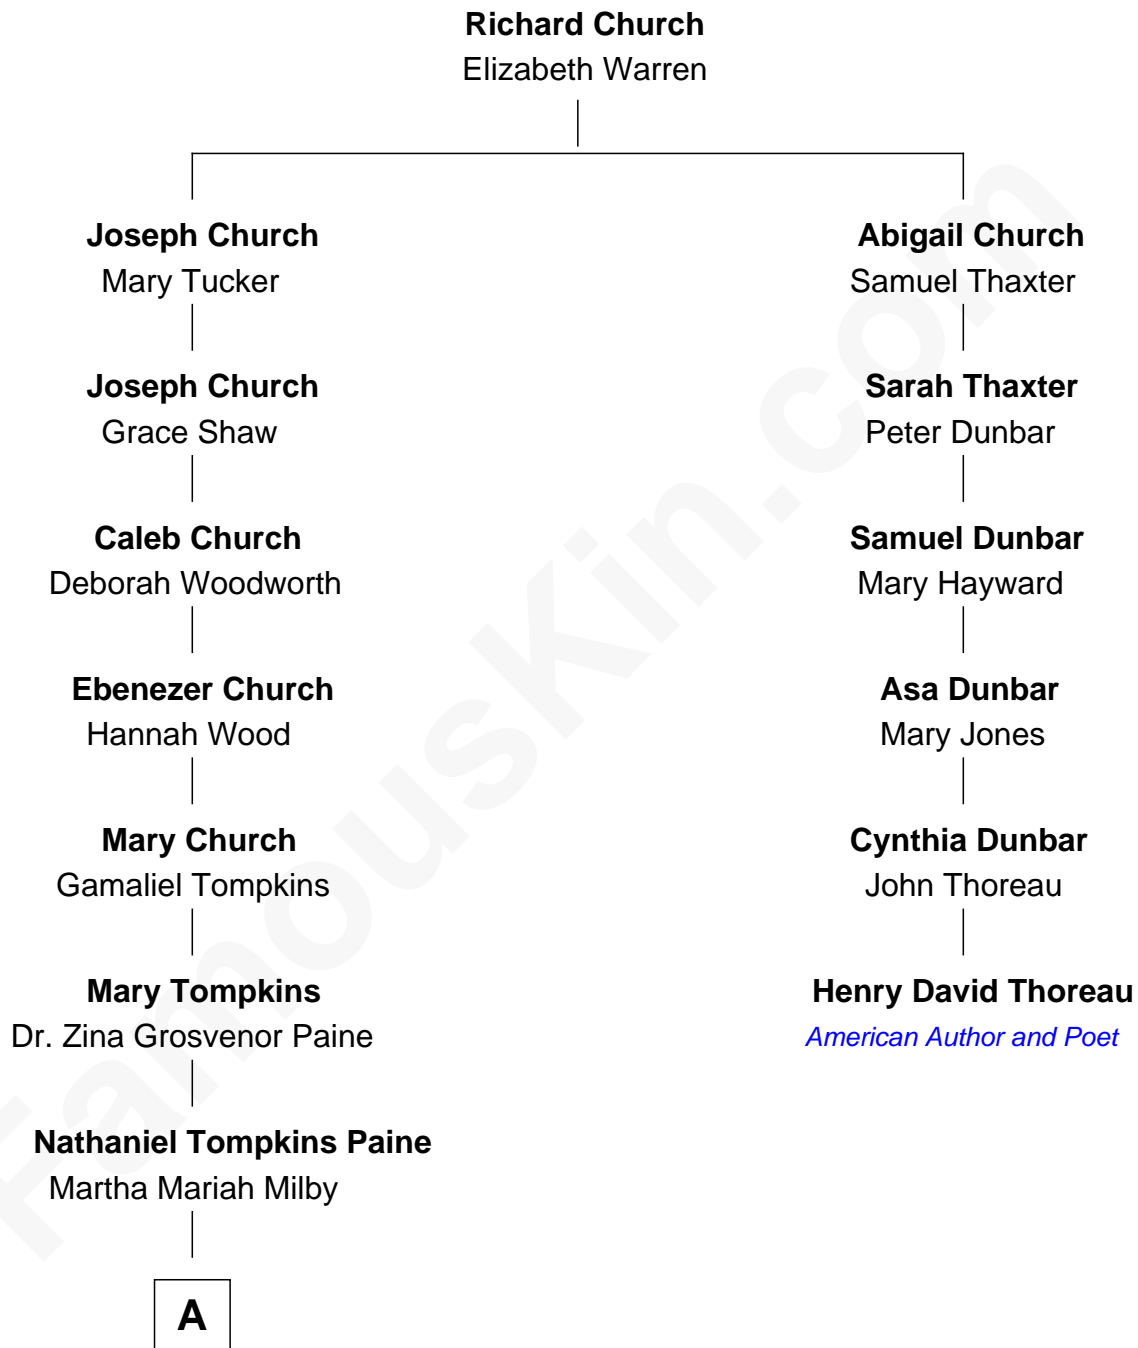 Richard Church
Elizabeth Warren
Joseph Church
Mary Tucker
Abigail Church
Samuel Thaxter
Joseph Church
Grace Shaw
Sarah Thaxter
Peter Dunbar
Caleb Church
Deborah Woodworth
Samuel Dunbar
Mary Hayward
Ebenezer Church
Hannah Wood
Asa Dunbar
Mary Jones
Mary Church
Gamaliel Tompkins
Cynthia Dunbar
John Thoreau
Mary Tompkins
Dr. Zina Grosvenor Paine
Henry David Thoreau
American Author and Poet
Nathaniel Tompkins Paine
Martha Mariah Milby
A
FamousKin.com